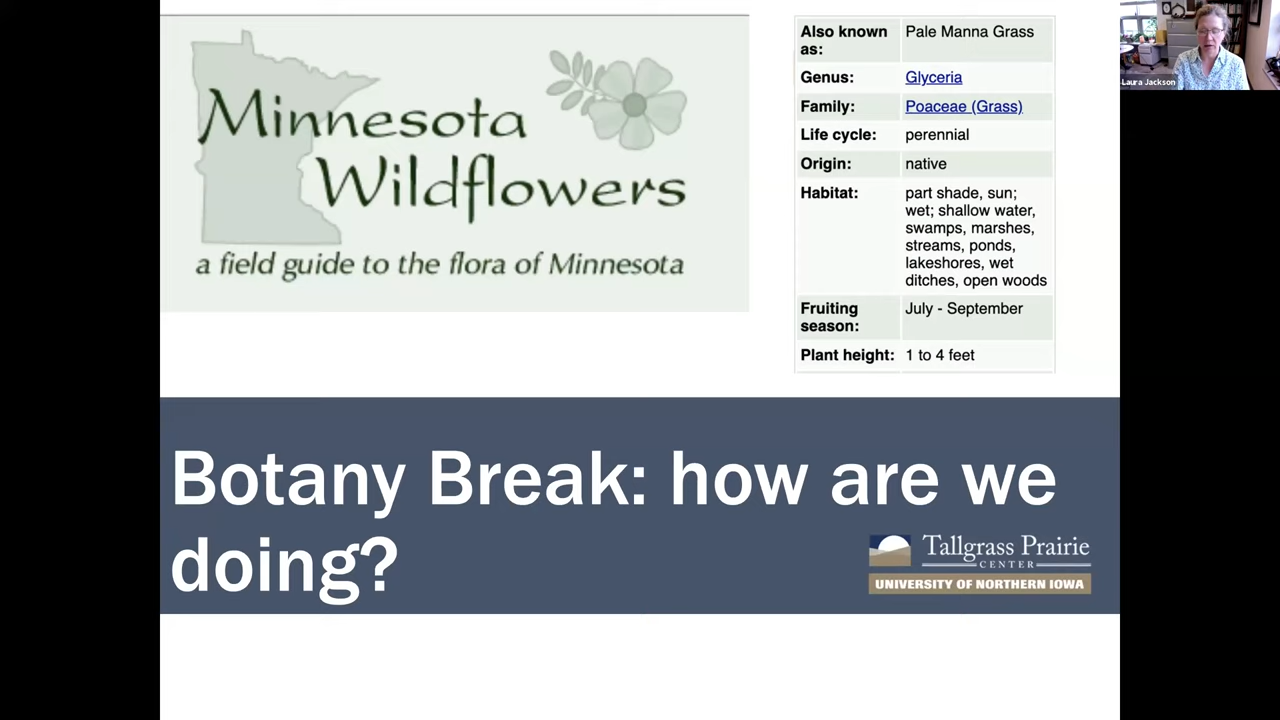 Minnesota
Wildflowers
a field guide to the flora of Minnesota
Also known as: Pale Manna Grass
Genus: Glyceria
Family: Poaceae (Grass)
Life cycle: perennial
Origin: native
Habitat: part shade, sun;
wet; shallow water,
swamps, marshes,
streams, ponds,
lakeshores, wet
ditches, open woods
Fruiting season: July - September
Plant height: 1 to 4 feet
Laura Jackson
Botany Break: how are we
doing?
Tallgrass Prairie
CENTER
UNIVERSITY OF NORTHERN IOWA